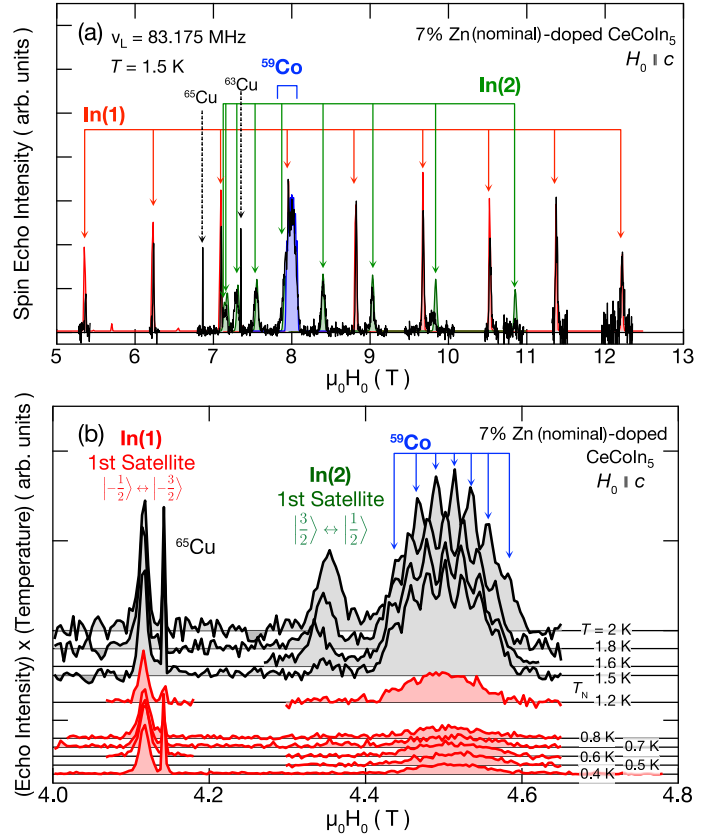 (a)
ν_L = 83.175 MHz
T = 1.5 K
7% Zn(nominal)-doped CeCoIn₅
H₀ ∥ c
⁶⁵Cu
⁶³Cu
⁵⁹Co
In(1)
In(2)
Spin Echo Intensity ( arb. units )
5 6 7 8 9 10 11 12 13
μ₀H₀ ( T )
(b)
In(1)
1st Satellite
|-1/2⟩ ↔ |-3/2⟩
⁶⁵Cu
In(2)
1st Satellite
|3/2⟩ ↔ |1/2⟩
⁵⁹Co
7% Zn (nominal)-doped
CeCoIn₅
H₀ ∥ c
T = 2 K
1.8 K
1.6 K
1.5 K
T_N
1.2 K
0.8 K
0.7 K
0.6 K
0.5 K
0.4 K
(Echo Intensity) x (Temperature) ( arb. units )
4.0 4.2 4.4 4.6 4.8
μ₀H₀ ( T )